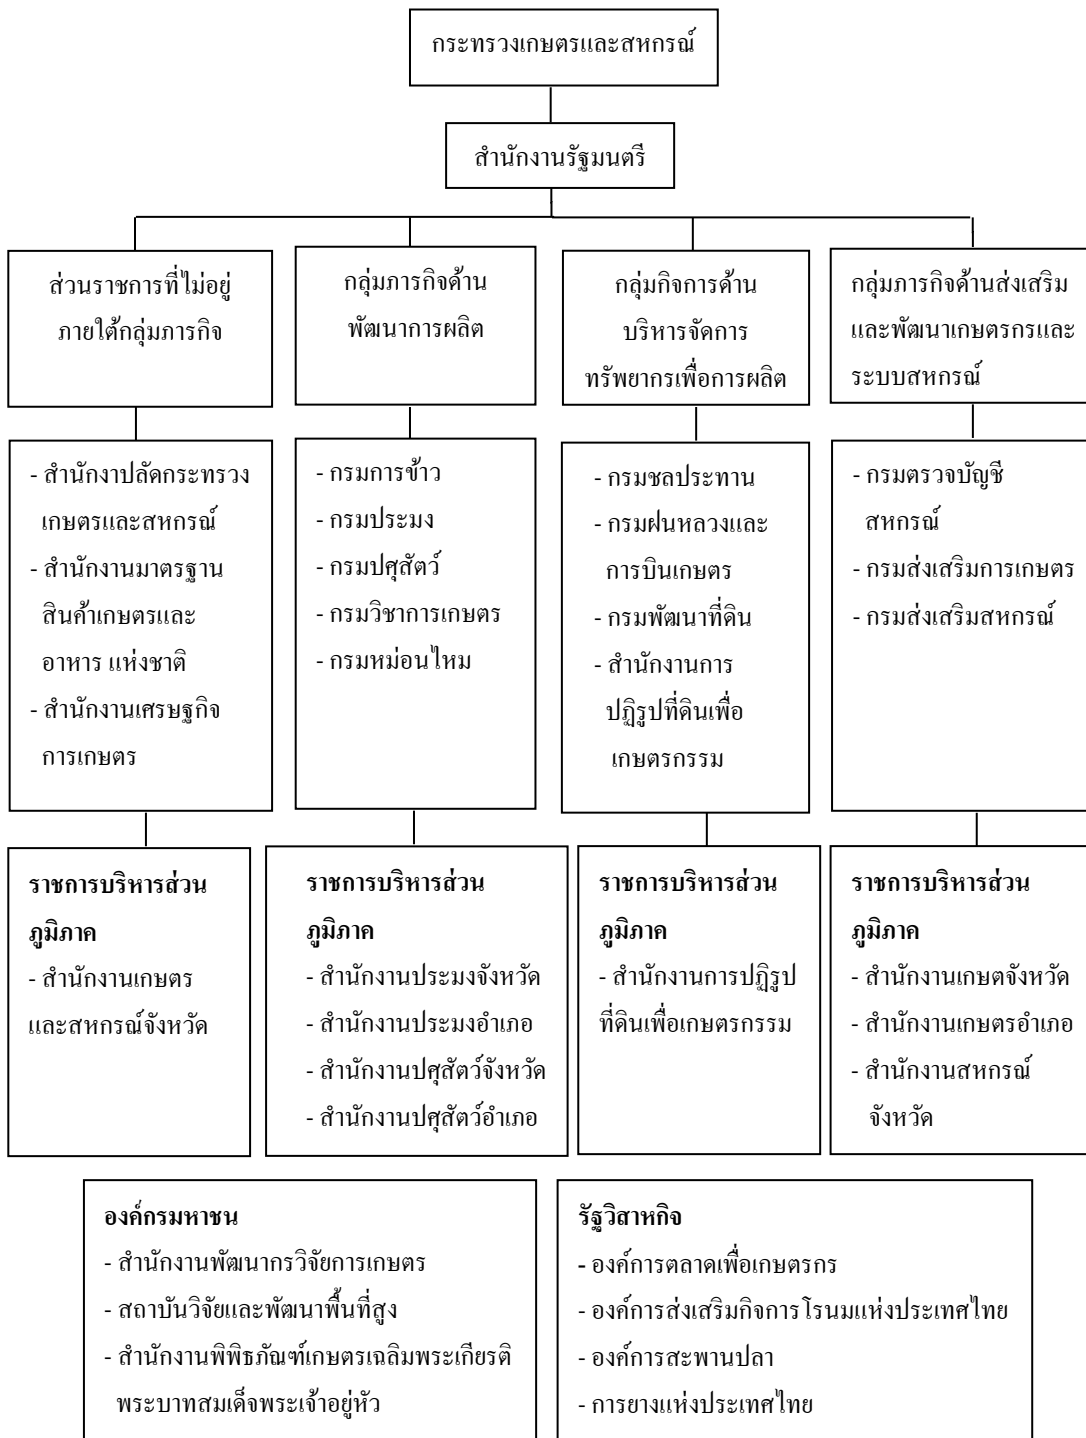 กระทรวงเกษตรและสหกรณ์
สำนักงานรัฐมนตรี
ส่วนราชการที่ไม่อยู่
ภายใต้กลุ่มภารกิจ
กลุ่มภารกิจด้าน
พัฒนาการผลิต
กลุ่มกิจการด้าน
บริหารจัดการ
ทรัพยากรเพื่อการผลิต
กลุ่มภารกิจด้านส่งเสริม
และพัฒนาเกษตรกรและ
ระบบสหกรณ์
- สำนักงาปลัดกระทรวง
เกษตรและสหกรณ์
- สำนักงานมาตรฐาน
สินค้าเกษตรและ
อาหาร แห่งชาติ
- สำนักงานเศรษฐกิจ
การเกษตร
- กรมการข้าว
- กรมประมง
- กรมปศุสัตว์
- กรมวิชาการเกษตร
- กรมหม่อนไหม
- กรมชลประทาน
- กรมฝนหลวงและ
การบินเกษตร
- กรมพัฒนาที่ดิน
- สำนักงานการ
ปฏิรูปที่ดินเพื่อ
เกษตรกรรม
- กรมตรวจบัญชี
สหกรณ์
- กรมส่งเสริมการเกษตร
- กรมส่งเสริมสหกรณ์
ราชการบริหารส่วน
ภูมิภาค
- สำนักงานเกษตร
และสหกรณ์จังหวัด
ราชการบริหารส่วน
ภูมิภาค
- สำนักงานประมงจังหวัด
- สำนักงานประมงอำเภอ
- สำนักงานปศุสัตว์จังหวัด
- สำนักงานปศุสัตว์อำเภอ
ราชการบริหารส่วน
ภูมิภาค
- สำนักงานการปฏิรูป
ที่ดินเพื่อเกษตรกรรม
ราชการบริหารส่วน
ภูมิภาค
- สำนักงานเกษตจังหวัด
- สำนักงานเกษตรอำเภอ
- สำนักงานสหกรณ์
จังหวัด
องค์กรมหาชน
- สำนักงานพัฒนากรวิจัยการเกษตร
- สถาบันวิจัยและพัฒนาพื้นที่สูง
- สำนักงานพิพิธภัณฑ์เกษตรเฉลิมพระเกียรติ
พระบาทสมเด็จพระเจ้าอยู่หัว
รัฐวิสาหกิจ
- องค์การตลาดเพื่อเกษตรกร
- องค์การส่งเสริมกิจการโรนมแห่งประเทศไทย
- องค์การสะพานปลา
- การยางแห่งประเทศไทย